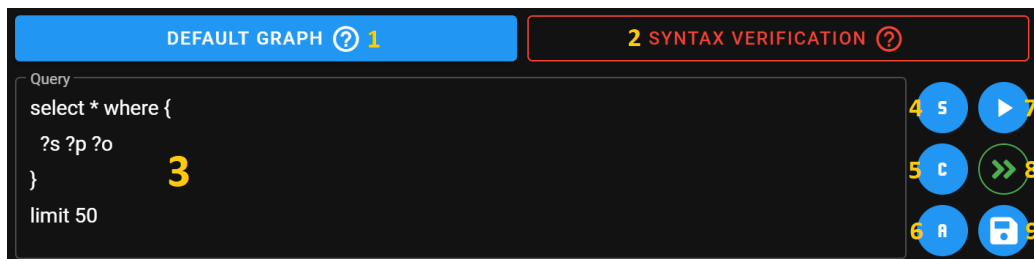 DEFAULT GRAPH ? 1
2 SYNTAX VERIFICATION ?
Query
select * where {
?s ?p ?o
}
limit 50
3
4 S
7
5 C
8
6 A
9